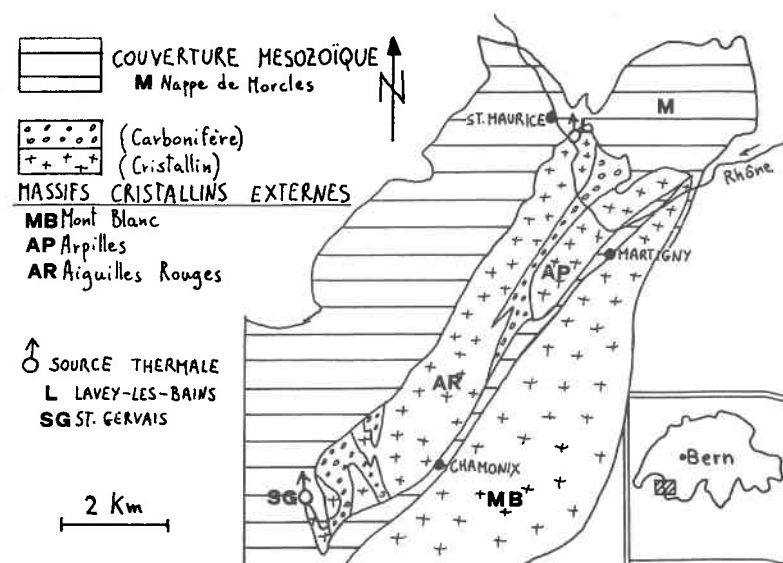 COUVERTURE MESOZOÏQUE
M Nappe de Morcles
(Carbonifère)
(Cristallin)
MASSIFS CRISTALLINS EXTERNES
MB Mont Blanc
AP Arpilles
AR Aiguilles Rouges
SOURCE THERMALE
L LAVEY-LES-BAINS
SG ST. GERVAIS
2 Km
N
M
ST. MAURICE
L
Rhône
MARTIGNY
AP
AR
CHAMONIX
SG
MB
Bern